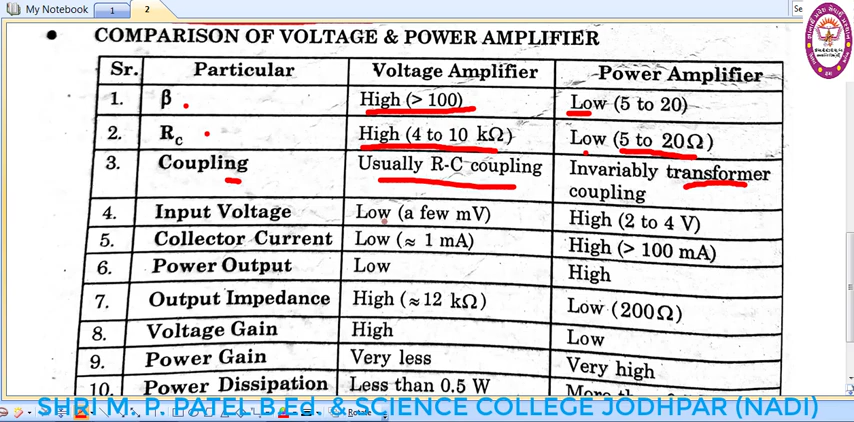 My Notebook 1 2 Se
• COMPARISON OF VOLTAGE & POWER AMPLIFIER
Sr. Particular Voltage Amplifier Power Amplifier
1. β High (> 100) Low (5 to 20)
2. Rc High (4 to 10 kΩ) Low (5 to 20Ω)
3. Coupling Usually R-C coupling Invariably transformer
coupling
4. Input Voltage Low (a few mV) High (2 to 4 V)
5. Collector Current Low (≈ 1 mA) High (> 100 mA)
6. Power Output Low High
7. Output Impedance High (≈12 kΩ) Low (200Ω)
8. Voltage Gain High Low
9. Power Gain Very less Very high
10. Power Dissipation Less than 0.5 W More
SHRI M. P. PATEL B.Ed. & SCIENCE COLLEGE JODHPAR (NADI)
Rotate